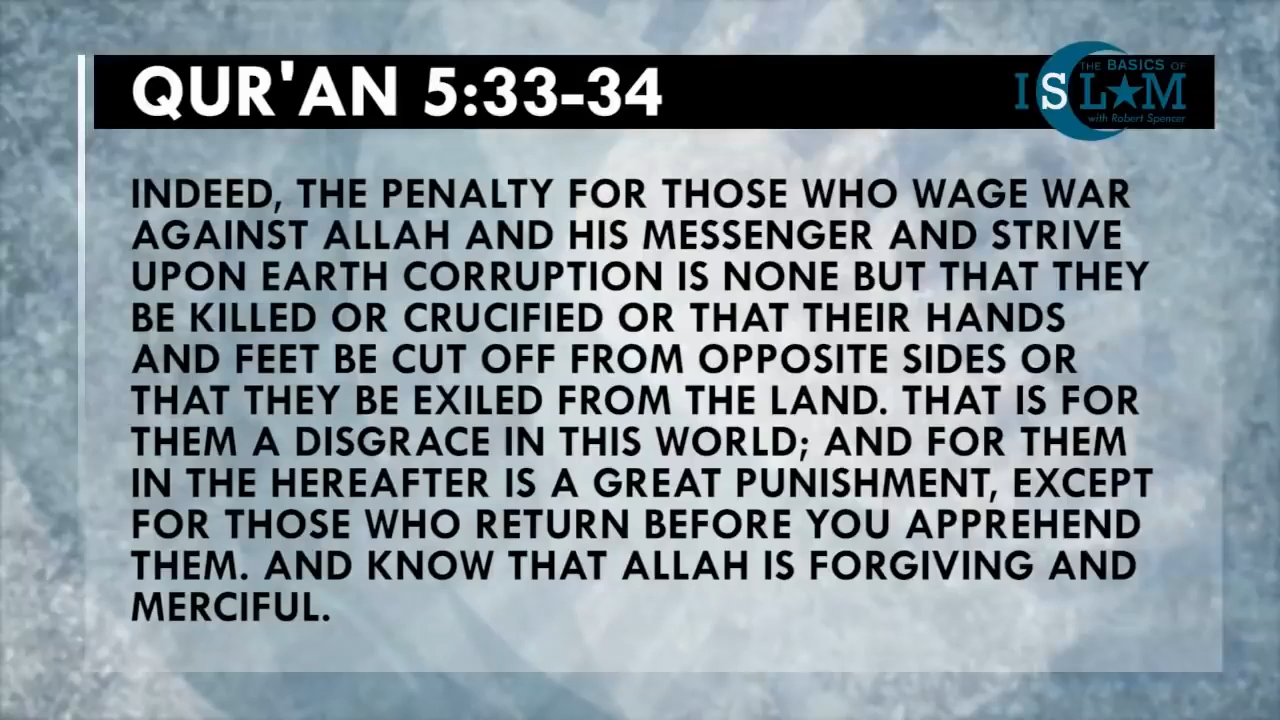 QUR'AN 5:33-34
THE BASICS OF
ISLAM
with Robert Spencer
INDEED, THE PENALTY FOR THOSE WHO WAGE WAR
AGAINST ALLAH AND HIS MESSENGER AND STRIVE
UPON EARTH CORRUPTION IS NONE BUT THAT THEY
BE KILLED OR CRUCIFIED OR THAT THEIR HANDS
AND FEET BE CUT OFF FROM OPPOSITE SIDES OR
THAT THEY BE EXILED FROM THE LAND. THAT IS FOR
THEM A DISGRACE IN THIS WORLD; AND FOR THEM
IN THE HEREAFTER IS A GREAT PUNISHMENT, EXCEPT
FOR THOSE WHO RETURN BEFORE YOU APPREHEND
THEM. AND KNOW THAT ALLAH IS FORGIVING AND
MERCIFUL.